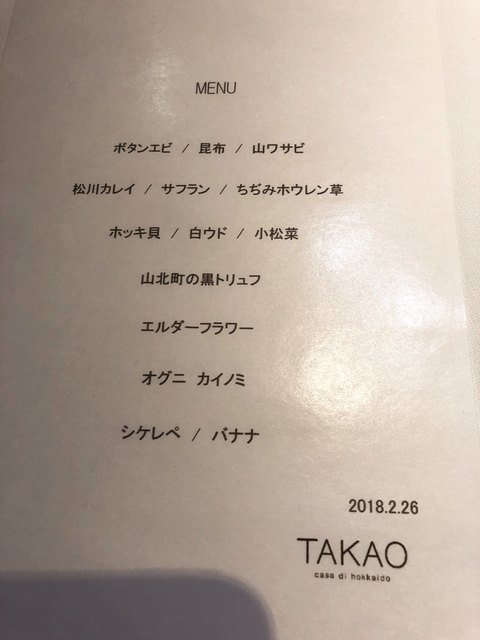 MENU
ボタンエビ / 昆布 / 山ワサビ
松川カレイ / サフラン / ちぢみホウレン草
ホッキ貝 / 白ウド / 小松菜
山北町の黒トリュフ
エルダーフラワー
オグニ カイノミ
シケレペ / バナナ
2018.2.26
TAKAO
casa di hokkaido